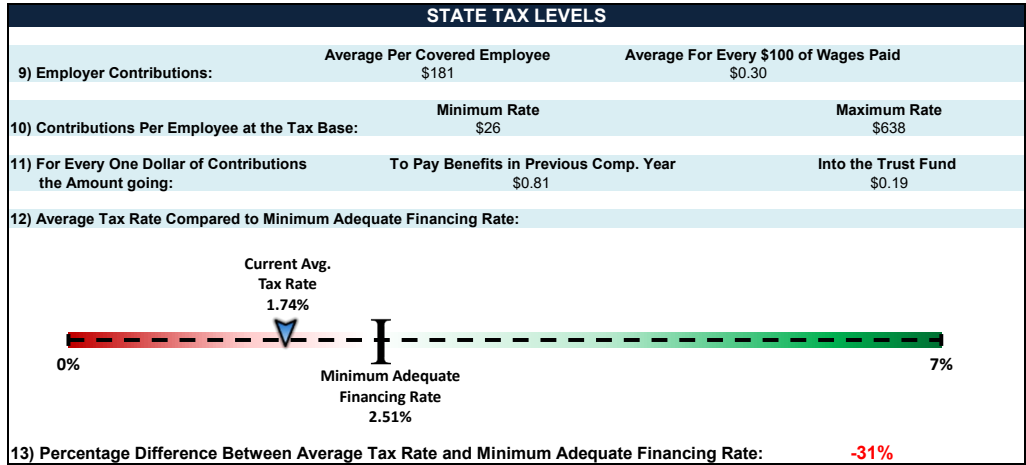 STATE TAX LEVELS
Average Per Covered Employee Average For Every $100 of Wages Paid
9) Employer Contributions: $181 $0.30
Minimum Rate Maximum Rate
10) Contributions Per Employee at the Tax Base: $26 $638
11) For Every One Dollar of Contributions To Pay Benefits in Previous Comp. Year Into the Trust Fund
the Amount going: $0.81 $0.19
12) Average Tax Rate Compared to Minimum Adequate Financing Rate:
Current Avg.
Tax Rate
1.74%
0% 7%
Minimum Adequate
Financing Rate
2.51%
13) Percentage Difference Between Average Tax Rate and Minimum Adequate Financing Rate: -31%